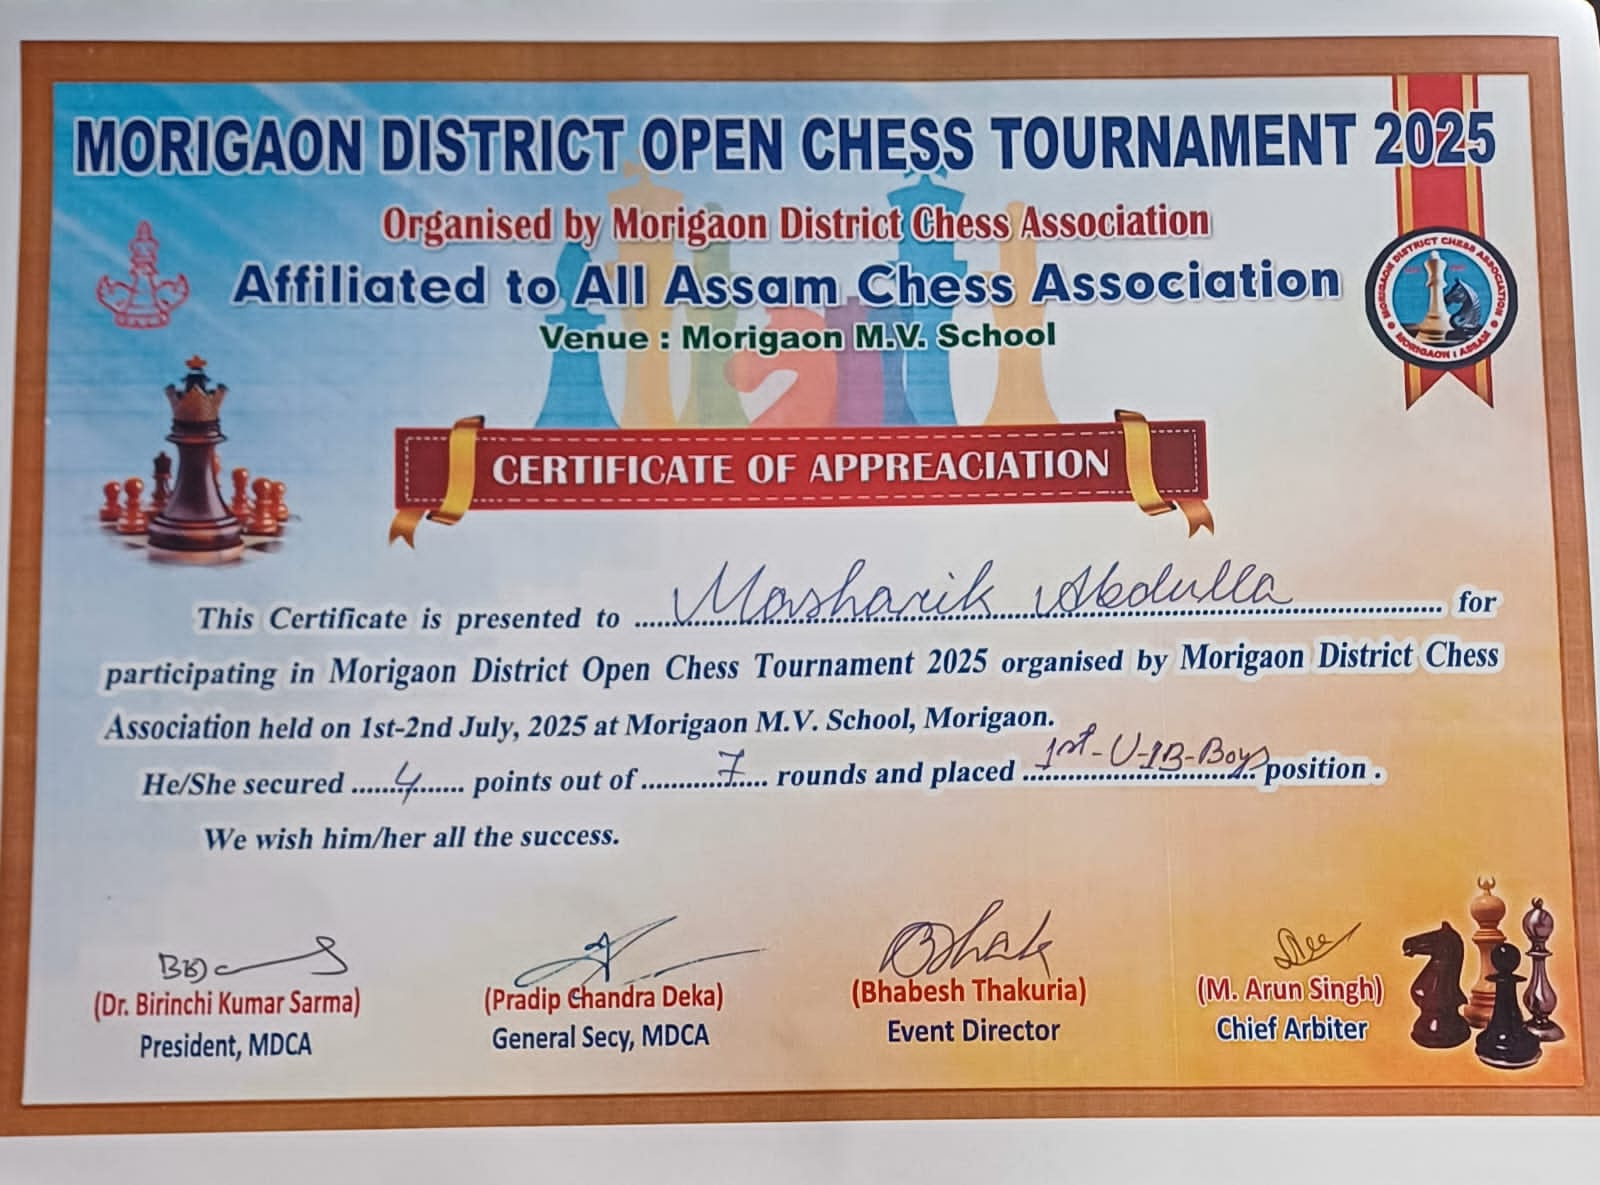 MORIGAON DISTRICT OPEN CHESS TOURNAMENT 2025
Organised by Morigaon District Chess Association
Affiliated to All Assam Chess Association
Venue : Morigaon M.V. School
MORIGAON DISTRICT CHESS ASSOCIATION
MORIGAON : ASSAM
CERTIFICATE OF APPREACIATION
This Certificate is presented to Masharik Abdulla for
participating in Morigaon District Open Chess Tournament 2025 organised by Morigaon District Chess
Association held on 1st-2nd July, 2025 at Morigaon M.V. School, Morigaon.
He/She secured 4 points out of 7 rounds and placed 1st-U-13-Boys position .
We wish him/her all the success.
(Dr. Birinchi Kumar Sarma) (Pradip Chandra Deka) (Bhabesh Thakuria) (M. Arun Singh)
President, MDCA General Secy, MDCA Event Director Chief Arbiter